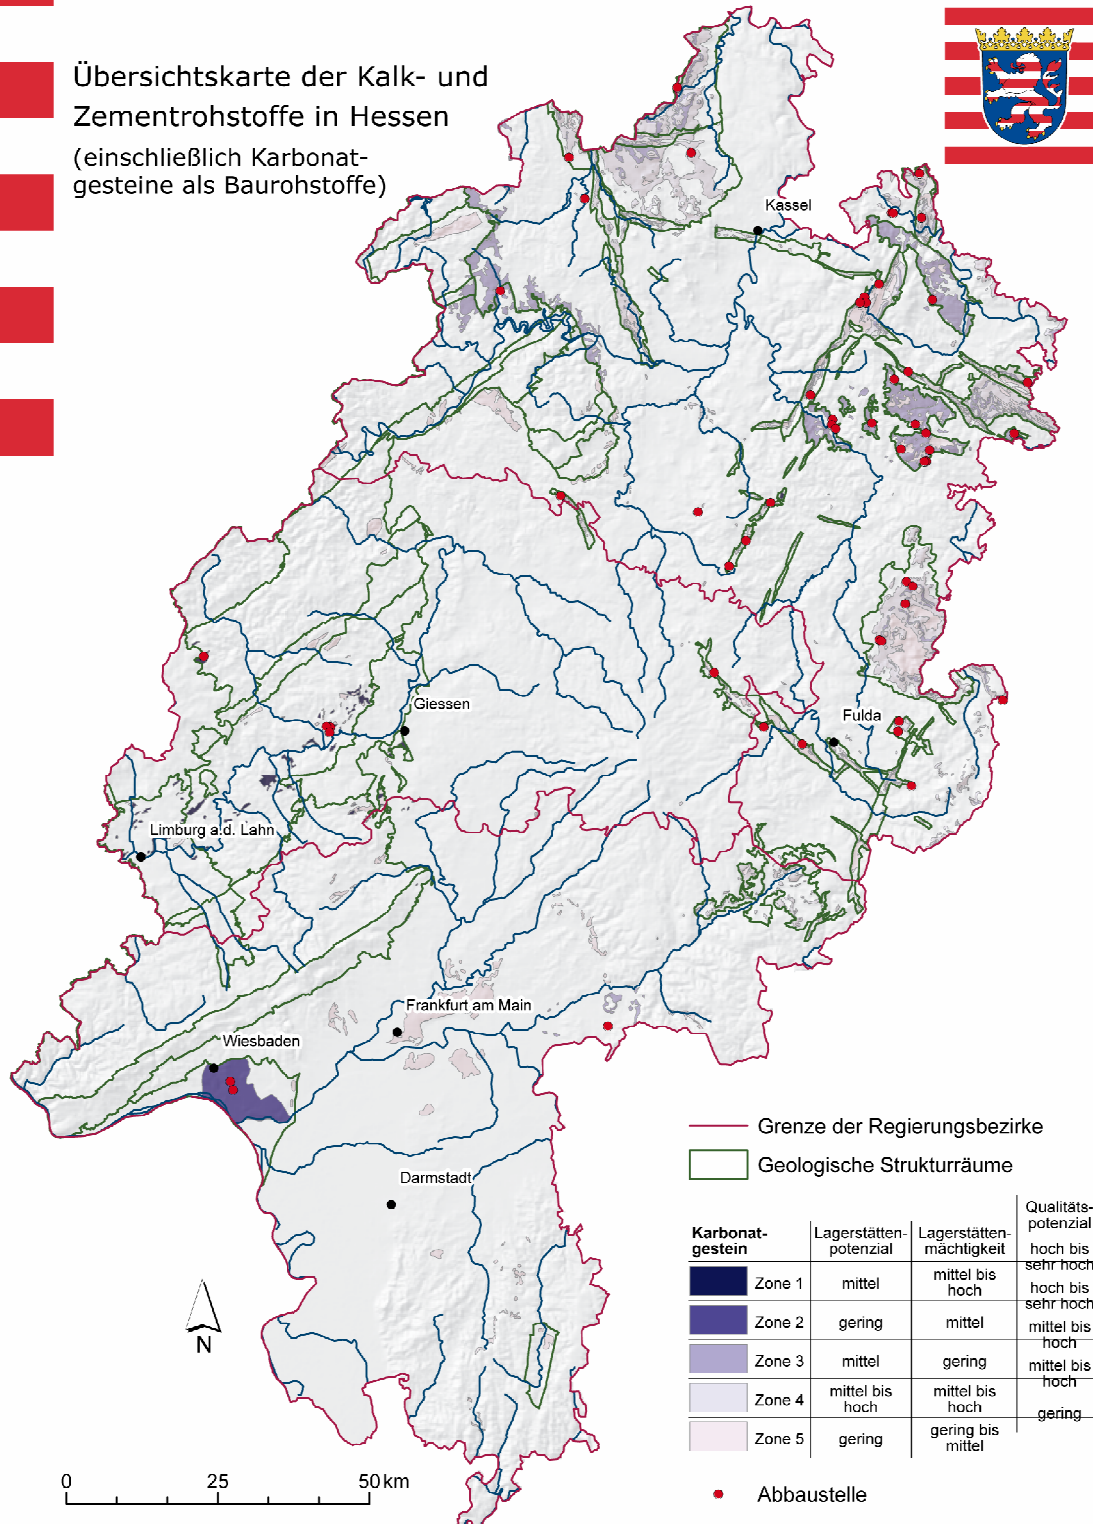 Übersichtskarte der Kalk- und
Zementrohstoffe in Hessen
(einschließlich Karbonat-
gesteine als Baurohstoffe)
Kassel
Giessen
Fulda
Limburg a.d. Lahn
Frankfurt am Main
Wiesbaden
Darmstadt
N
0 25 50 km
Grenze der Regierungsbezirke
Geologische Strukturräume
Karbonat-
gestein
Lagerstätten-
potenzial
Lagerstätten-
mächtigkeit
Qualitäts-
potenzial
Zone 1
mittel
mittel bis
hoch
hoch bis
sehr hoch
Zone 2
gering
mittel
hoch bis
sehr hoch
Zone 3
mittel
gering
mittel bis
hoch
Zone 4
mittel bis
hoch
mittel bis
hoch
mittel bis
hoch
Zone 5
gering
gering bis
mittel
gering
Abbaustelle